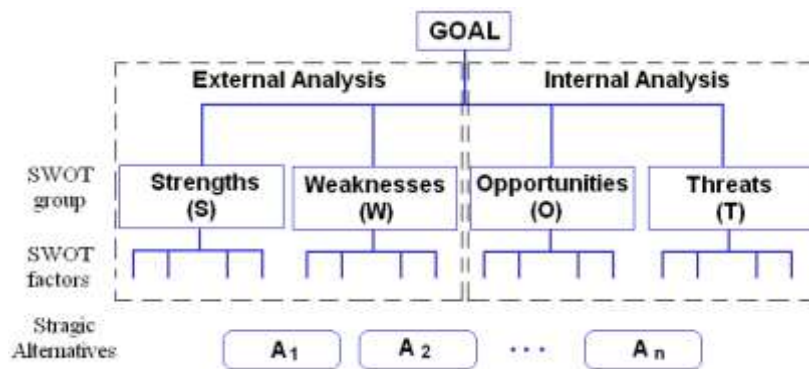 GOAL
External Analysis
Internal Analysis
SWOT
group
Strengths
(S)
Weaknesses
(W)
Opportunities
(O)
Threats
(T)
SWOT
factors
Stragic
Alternatives
A1
A2
...
An